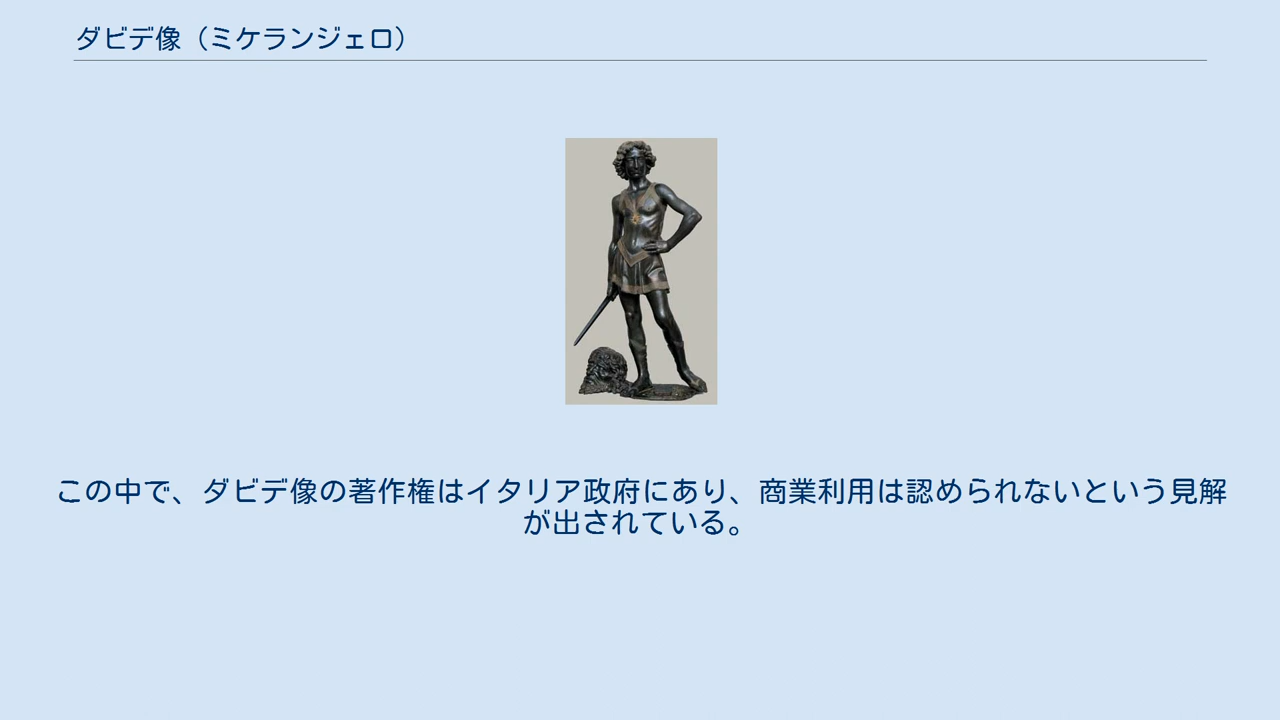 ダビデ像（ミケランジェロ）
この中で、ダビデ像の著作権はイタリア政府にあり、商業利用は認められないという見解
が出されている。